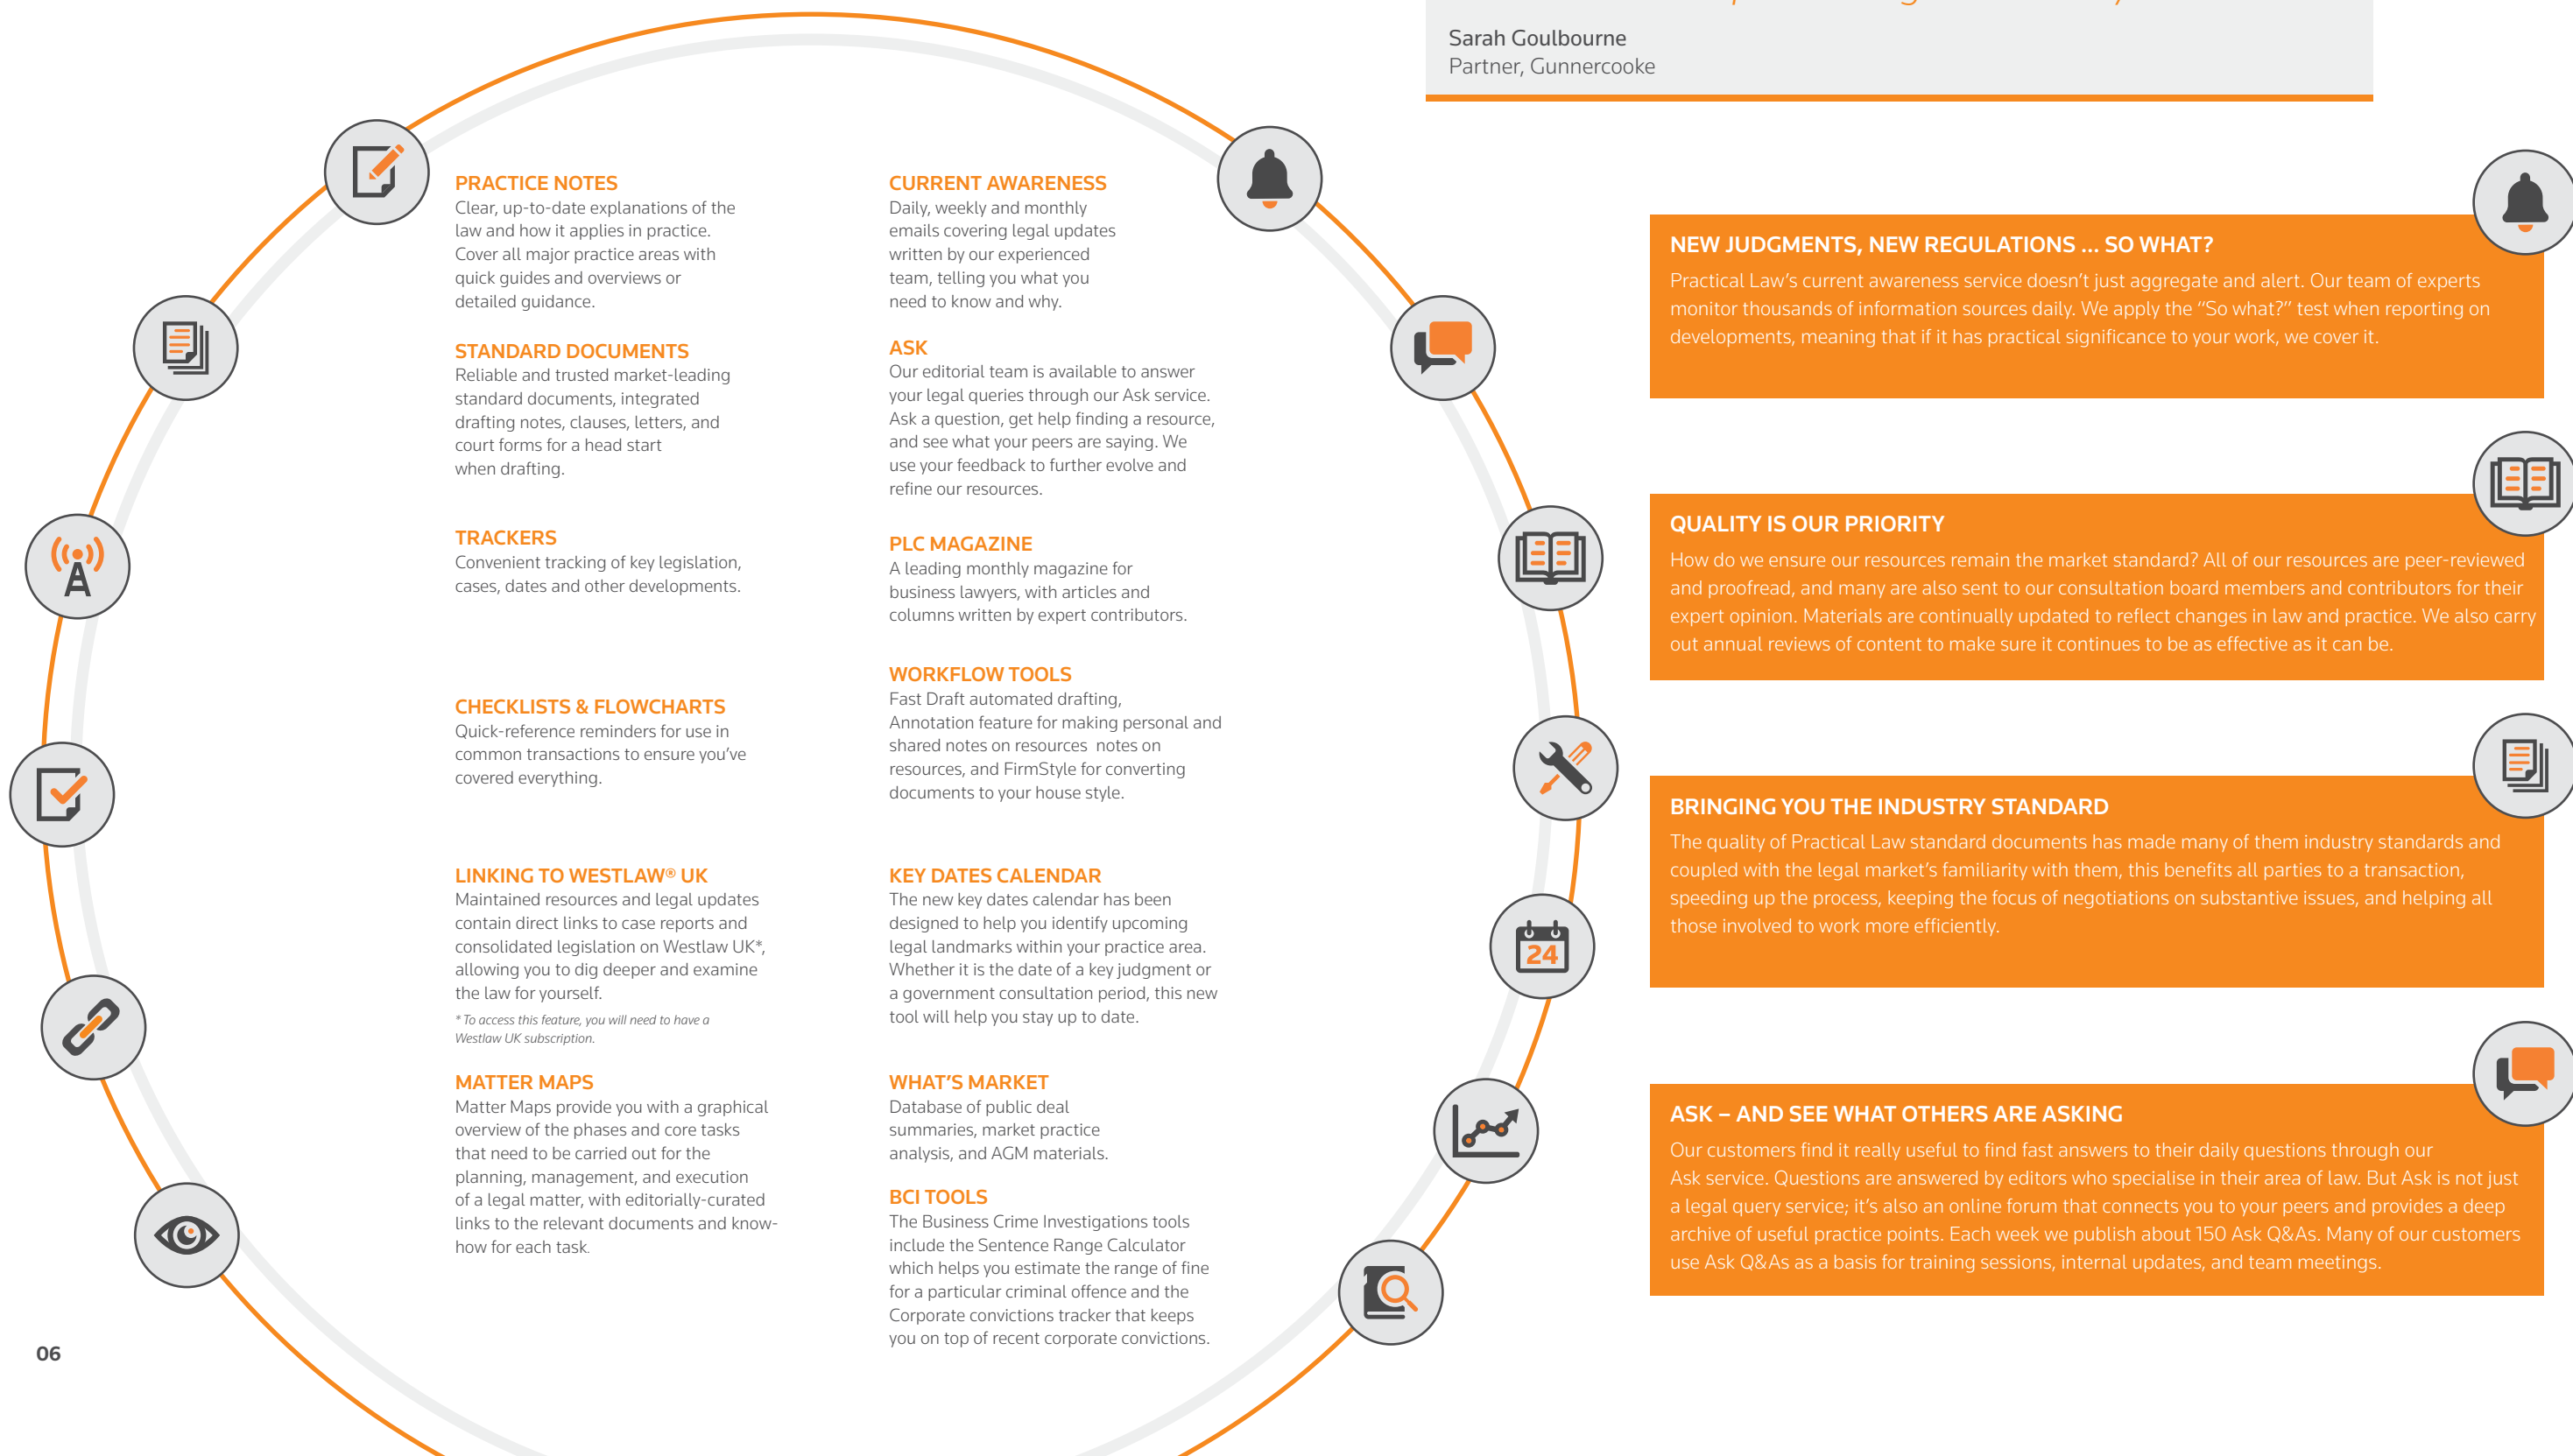 Sarah Goulbourne
Partner, Gunnercooke
PRACTICE NOTES
Clear, up-to-date explanations of the
law and how it applies in practice.
Cover all major practice areas with
quick guides and overviews or
detailed guidance.
STANDARD DOCUMENTS
Reliable and trusted market-leading
standard documents, integrated
drafting notes, clauses, letters, and
court forms for a head start
when drafting.
TRACKERS
Convenient tracking of key legislation,
cases, dates and other developments.
CHECKLISTS & FLOWCHARTS
Quick-reference reminders for use in
common transactions to ensure you've
covered everything.
LINKING TO WESTLAW® UK
Maintained resources and legal updates
contain direct links to case reports and
consolidated legislation on Westlaw UK*,
allowing you to dig deeper and examine
the law for yourself.
* To access this feature, you will need to have a
Westlaw UK subscription.
MATTER MAPS
Matter Maps provide you with a graphical
overview of the phases and core tasks
that need to be carried out for the
planning, management, and execution
of a legal matter, with editorially-curated
links to the relevant documents and know-
how for each task.
CURRENT AWARENESS
Daily, weekly and monthly
emails covering legal updates
written by our experienced
team, telling you what you
need to know and why.
ASK
Our editorial team is available to answer
your legal queries through our Ask service.
Ask a question, get help finding a resource,
and see what your peers are saying. We
use your feedback to further evolve and
refine our resources.
PLC MAGAZINE
A leading monthly magazine for
business lawyers, with articles and
columns written by expert contributors.
WORKFLOW TOOLS
Fast Draft automated drafting,
Annotation feature for making personal and
shared notes on resources  notes on
resources, and FirmStyle for converting
documents to your house style.
KEY DATES CALENDAR
The new key dates calendar has been
designed to help you identify upcoming
legal landmarks within your practice area.
Whether it is the date of a key judgment or
a government consultation period, this new
tool will help you stay up to date.
24
WHAT'S MARKET
Database of public deal
summaries, market practice
analysis, and AGM materials.
BCI TOOLS
The Business Crime Investigations tools
include the Sentence Range Calculator
which helps you estimate the range of fine
for a particular criminal offence and the
Corporate convictions tracker that keeps
you on top of recent corporate convictions.
NEW JUDGMENTS, NEW REGULATIONS ... SO WHAT?
Practical Law's current awareness service doesn't just aggregate and alert. Our team of experts
monitor thousands of information sources daily. We apply the "So what?" test when reporting on
developments, meaning that if it has practical significance to your work, we cover it.
QUALITY IS OUR PRIORITY
How do we ensure our resources remain the market standard? All of our resources are peer-reviewed
and proofread, and many are also sent to our consultation board members and contributors for their
expert opinion. Materials are continually updated to reflect changes in law and practice. We also carry
out annual reviews of content to make sure it continues to be as effective as it can be.
BRINGING YOU THE INDUSTRY STANDARD
The quality of Practical Law standard documents has made many of them industry standards and
coupled with the legal market's familiarity with them, this benefits all parties to a transaction,
speeding up the process, keeping the focus of negotiations on substantive issues, and helping all
those involved to work more efficiently.
ASK – AND SEE WHAT OTHERS ARE ASKING
Our customers find it really useful to find fast answers to their daily questions through our
Ask service. Questions are answered by editors who specialise in their area of law. But Ask is not just
a legal query service; it's also an online forum that connects you to your peers and provides a deep
archive of useful practice points. Each week we publish about 150 Ask Q&As. Many of our customers
use Ask Q&As as a basis for training sessions, internal updates, and team meetings.
06